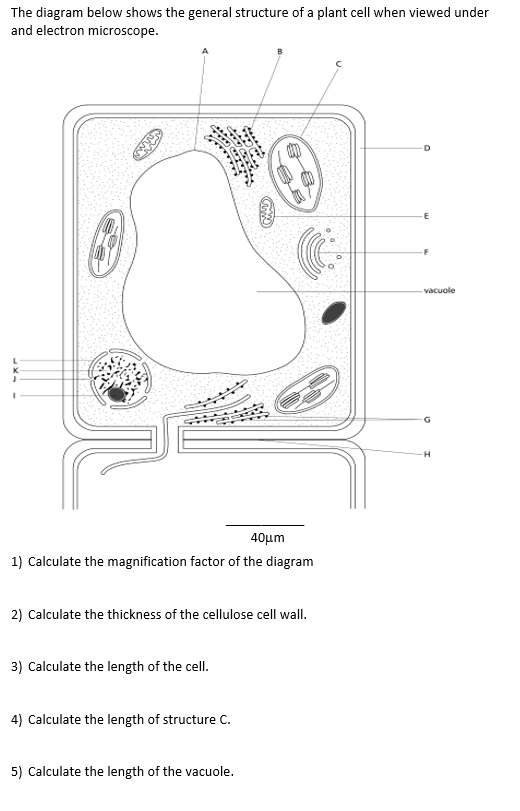 The diagram below shows the general structure of a plant cell when viewed under
and electron microscope.
A
B
C
D
E
F
vacuole
L
K
J
I
G
H
40µm
1) Calculate the magnification factor of the diagram
2) Calculate the thickness of the cellulose cell wall.
3) Calculate the length of the cell.
4) Calculate the length of structure C.
5) Calculate the length of the vacuole.